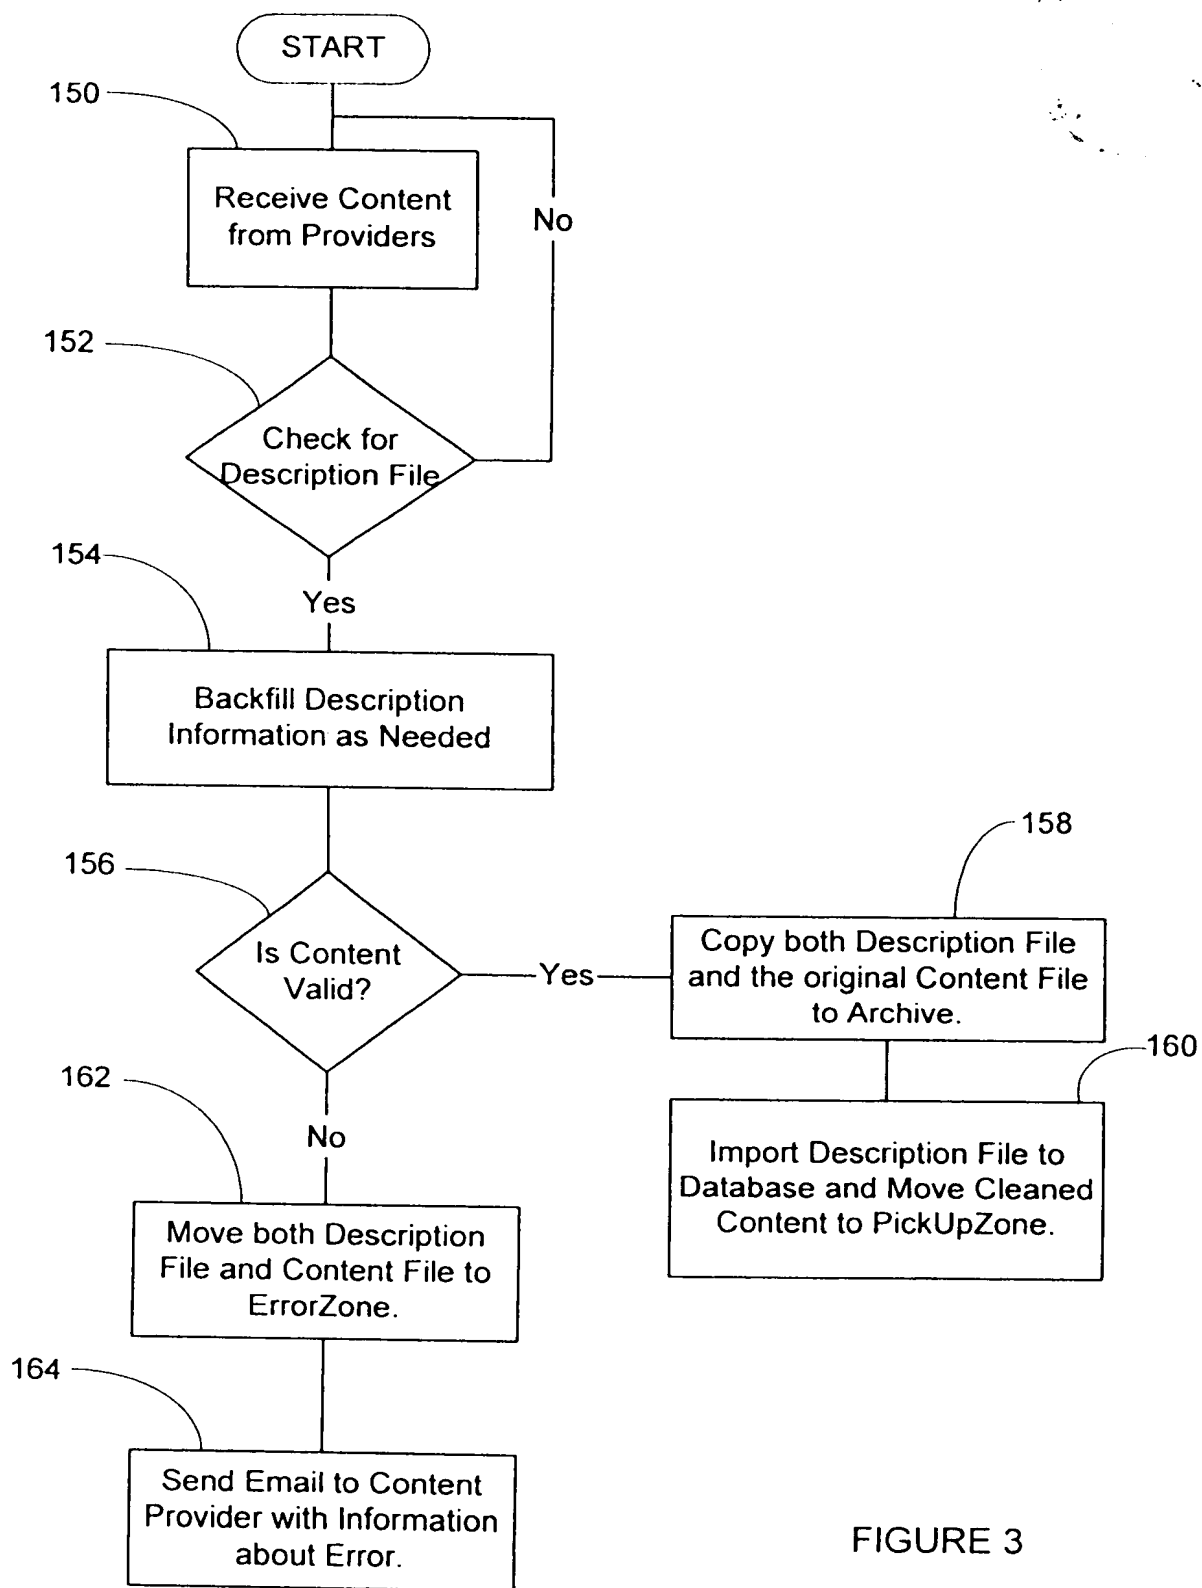 START
150
Receive Content
from Providers
No
152
Check for
Description File
154
Yes
Backfill Description
Information as Needed
156
Is Content
Valid?
Yes
158
Copy both Description File
and the original Content File
to Archive.
160
Import Description File to
Database and Move Cleaned
Content to PickUpZone.
162
No
Move both Description
File and Content File to
ErrorZone.
164
Send Email to Content
Provider with Information
about Error.
FIGURE 3